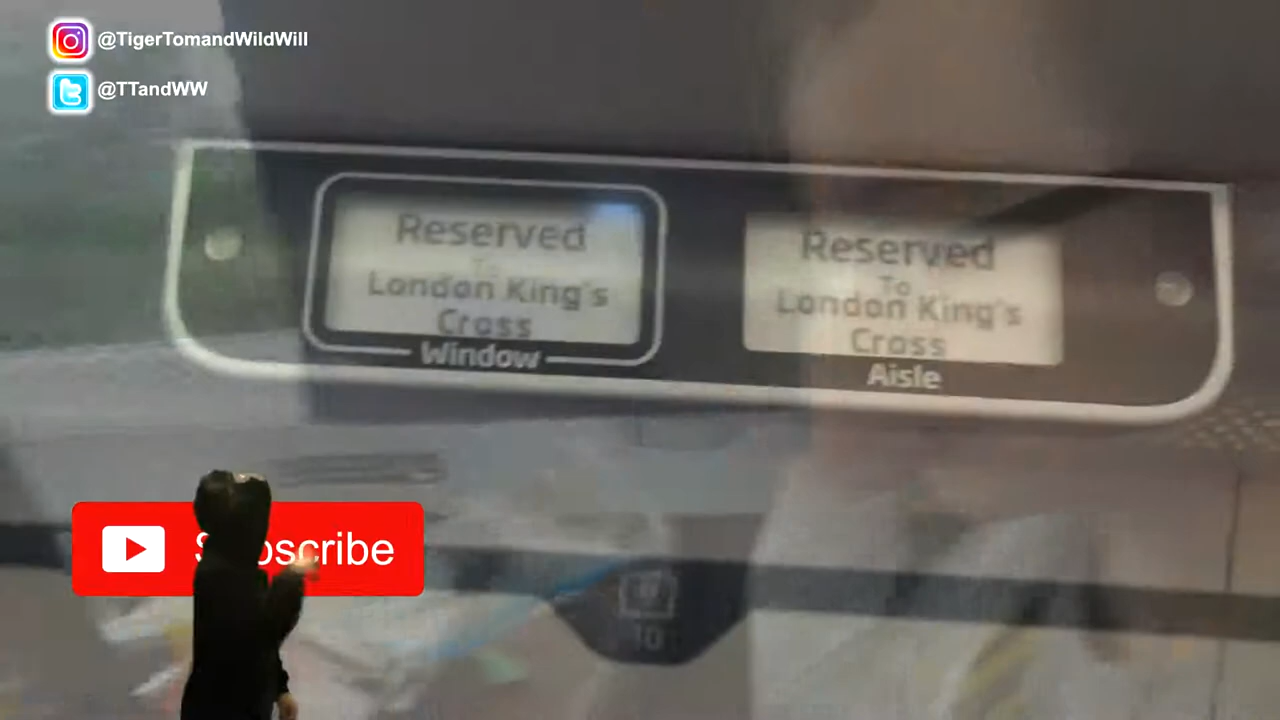 @TigerTomandWildWill
@TTandWW
Reserved
To
London King's
Cross
Window
Reserved
To
London King's
Cross
Aisle
Subscribe
10